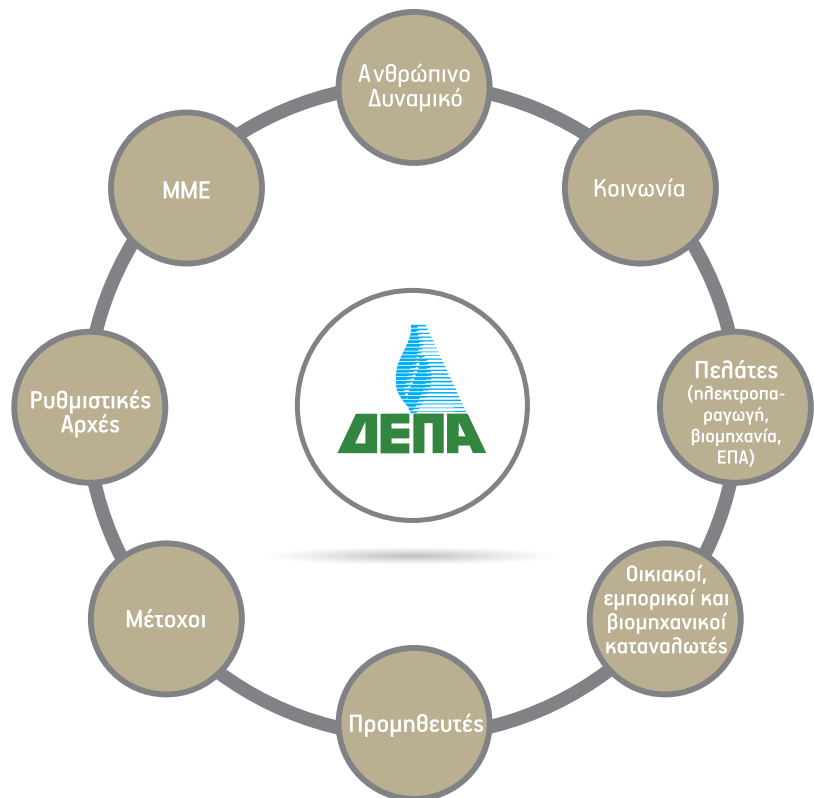 Ανθρώπινο
Δυναμικό
Κοινωνία
Πελάτες
(ηλεκτροπα-
ραγωγή,
βιομηχανία,
ΕΠΑ)
Οικιακοί,
εμπορικοί και
βιομηχανικοί
καταναλωτές
Προμηθευτές
Μέτοχοι
Ρυθμιστικές
Αρχές
ΜΜΕ
ΔΕΠΑ